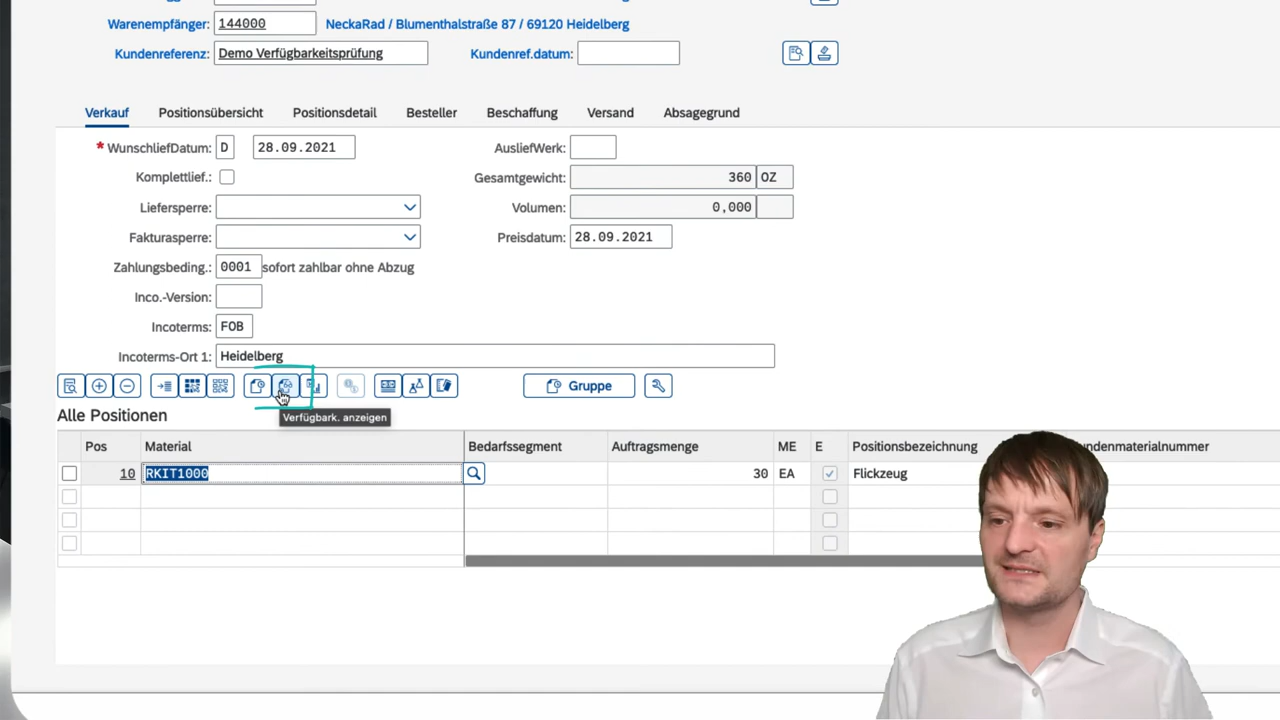 Warenempfänger: 144000 NeckaRad / Blumenthalstraße 87 / 69120 Heidelberg
Kundenreferenz: Demo Verfügbarkeitsprüfung Kundenref.datum:
Verkauf Positionsübersicht Positionsdetail Besteller Beschaffung Versand Absagegrund
* WunschliefDatum: D 28.09.2021 AusliefWerk:
Komplettlief.: Gesamtgewicht: 360 OZ
Liefersperre: Volumen: 0,000
Fakturasperre: Preisdatum: 28.09.2021
Zahlungsbeding.: 0001 sofort zahlbar ohne Abzug
Inco.-Version:
Incoterms: FOB
Incoterms-Ort 1: Heidelberg
Gruppe
Verfügbark. anzeigen
Alle Positionen
Pos Material Bedarfssegment Auftragsmenge ME E Positionsbezeichnung ndenmaterialnummer
10 RKIT1000 30 EA Flickzeug